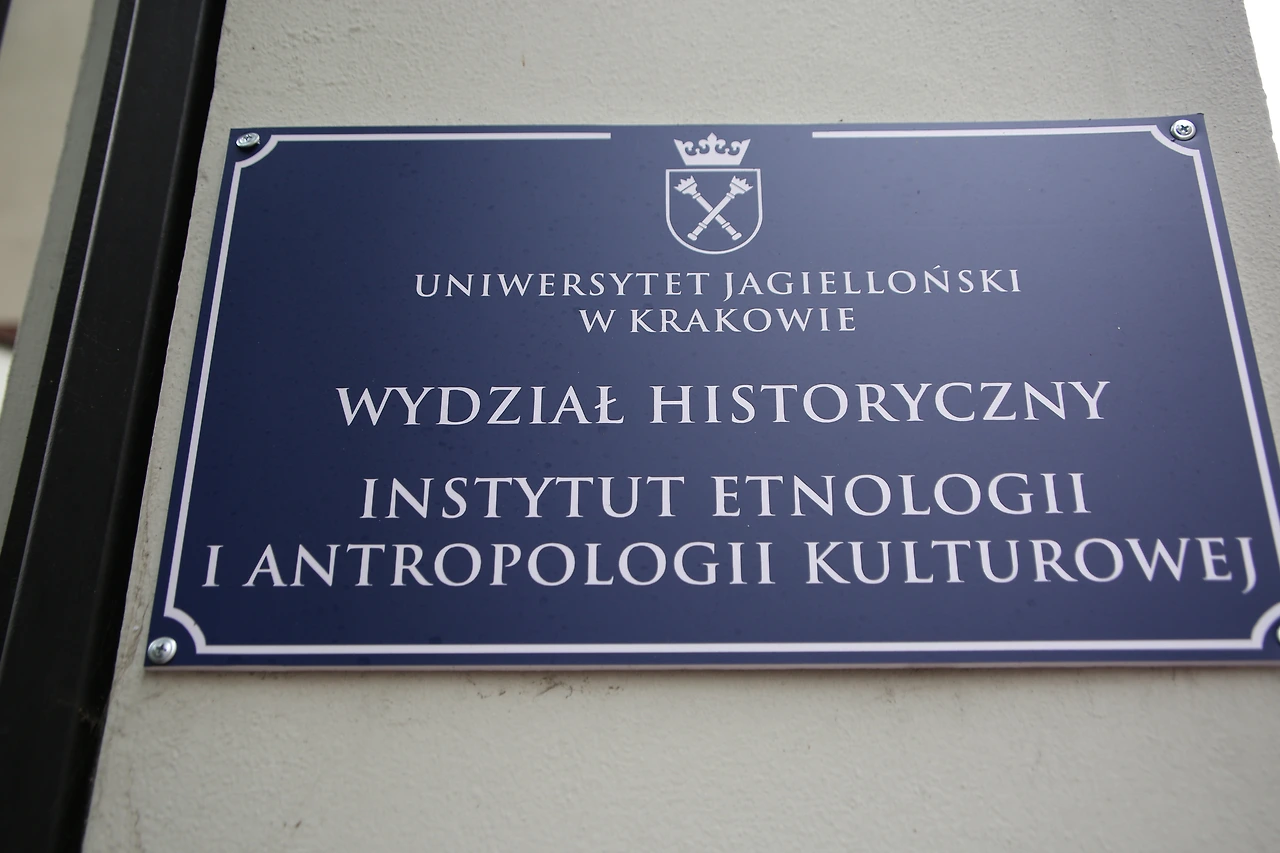 UNIWERSYTET JAGIELLOŃSKI
W KRAKOWIE
WYDZIAŁ HISTORYCZNY
INSTYTUT ETNOLOGII
I ANTROPOLOGII KULTUROWEJ